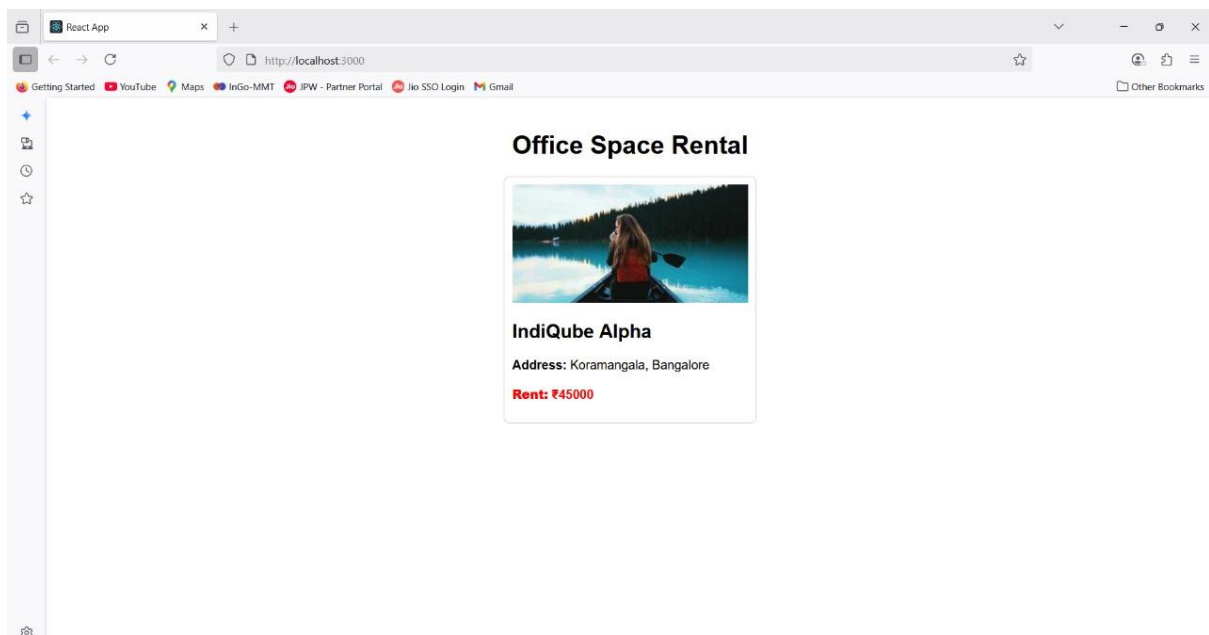 React App
http://localhost:3000
Getting Started YouTube Maps InGo-MMT JPW - Partner Portal Jio SSO Login Gmail Other Bookmarks
Office Space Rental
IndiQube Alpha
Address: Koramangala, Bangalore
Rent: ₹45000